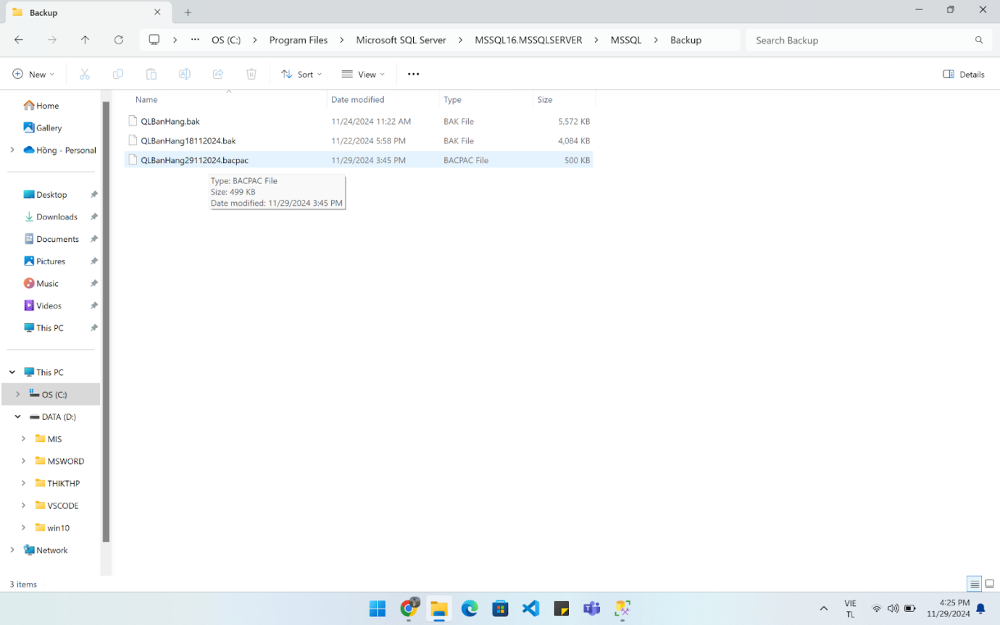 Backup
OS (C:) Program Files Microsoft SQL Server MSSQL16.MSSQLSERVER MSSQL Backup
Search Backup
New
Sort
View
Details
Name Date modified Type Size
QLBanHang.bak 11/24/2024 11:22 AM BAK File 5,572 KB
QLBanHang18112024.bak 11/22/2024 5:58 PM BAK File 4,084 KB
QLBanHang29112024.bacpac 11/29/2024 3:45 PM BACPAC File 500 KB
Type: BACPAC File
Size: 499 KB
Date modified: 11/29/2024 3:45 PM
Home
Gallery
Hồng - Personal
Desktop
Downloads
Documents
Pictures
Music
Videos
This PC
This PC
OS (C:)
DATA (D:)
MIS
MSWORD
THIKTHP
VSCODE
win10
Network
3 items
VIE
TL
4:25 PM
11/29/2024